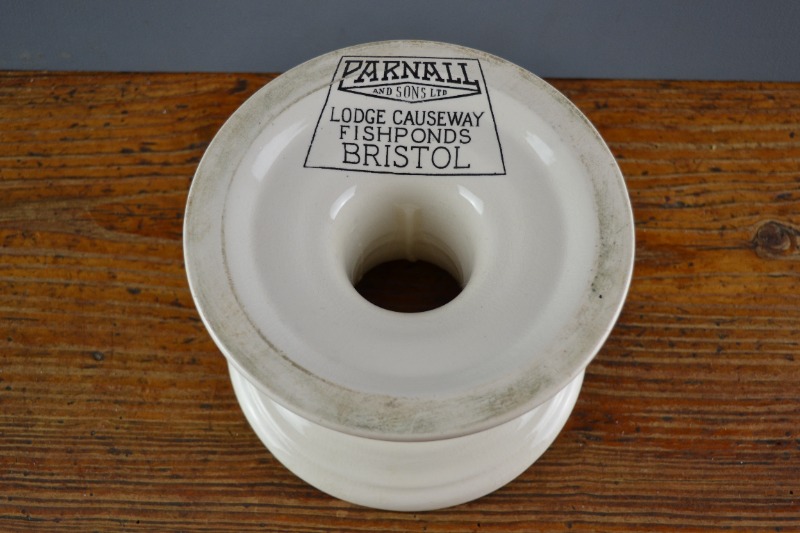 PARNALL
AND SONS LTD
LODGE CAUSEWAY
FISHPONDS
BRISTOL